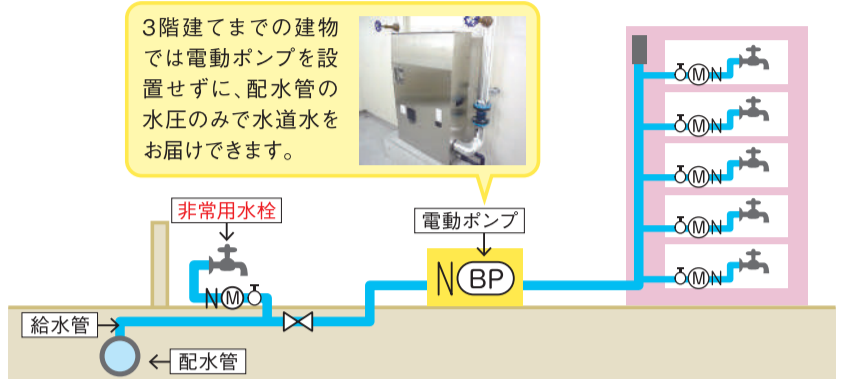 3階建てまでの建物
では電動ポンプを設
置せずに、配水管の
水圧のみで水道水を
お届けできます。
非常用水栓
電動ポンプ
N BP
N M
給水管
配水管
M N
M N
M N
M N
M N